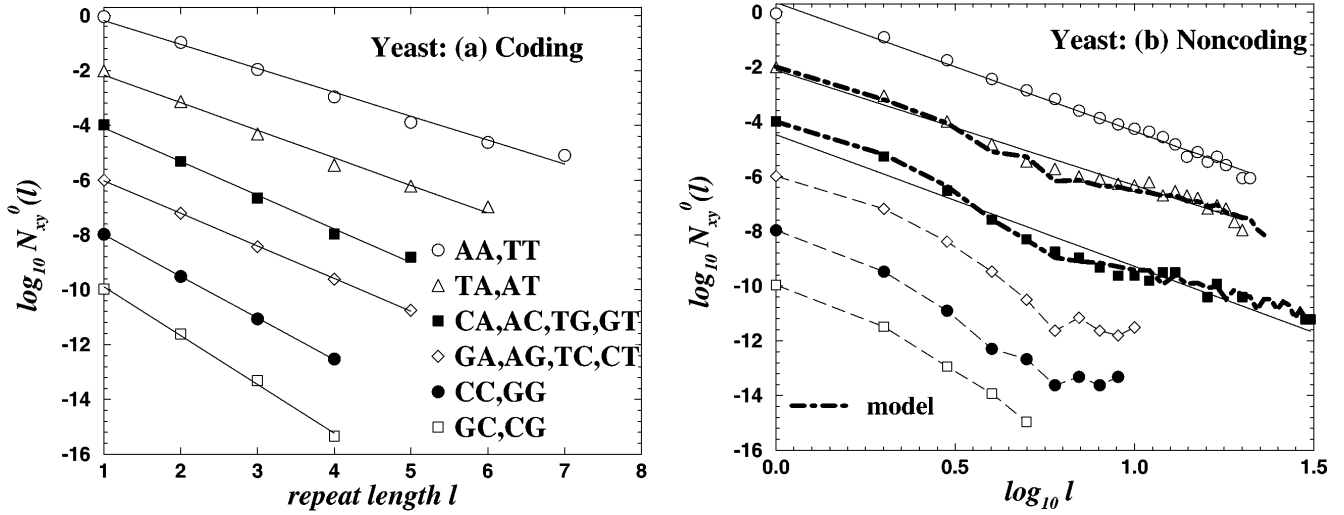 Yeast: (a) Coding
0
-2
-4
-6
-8
-10
-12
-14
-16
log10 Nxy0(l)
AA,TT
TA,AT
CA,AC,TG,GT
GA,AG,TC,CT
CC,GG
GC,CG
1 2 3 4 5 6 7 8
repeat length l
Yeast: (b) Noncoding
0
-2
-4
-6
-8
-10
-12
-14
-16
log10 Nxy0(l)
model
0.0 0.5 1.0 1.5
log10 l